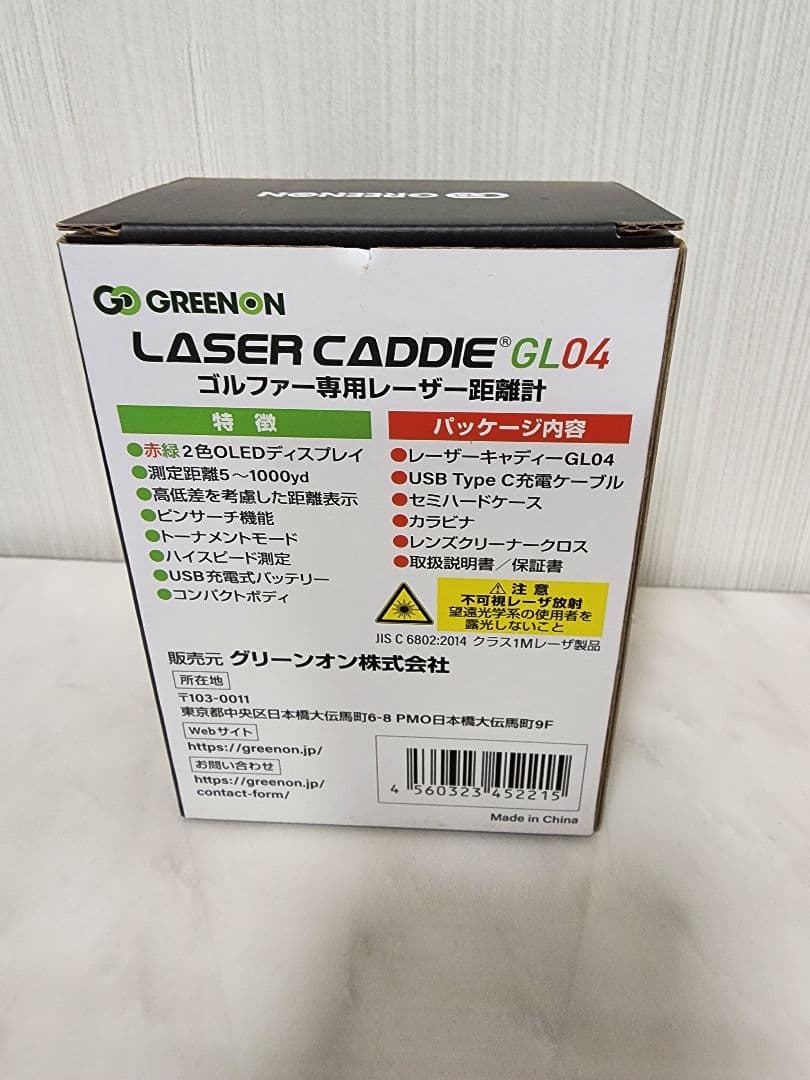 GREENON
GREENON
LASER CADDIE® GL04
ゴルファー専用レーザー距離計
特 徴
●赤緑2色OLEDディスプレイ
●測定距離5～1000yd
●高低差を考慮した距離表示
●ピンサーチ機能
●トーナメントモード
●ハイスピード測定
●USB充電式バッテリー
●コンパクトボディ
パッケージ内容
●レーザーキャディーGL04
●USB Type C充電ケーブル
●セミハードケース
●カラビナ
●レンズクリーナークロス
●取扱説明書／保証書
⚠ 注 意
不可視レーザ放射
望遠光学系の使用者を
露光しないこと
JIS C 6802:2014 クラス1Mレーザ製品
販売元 グリーンオン株式会社
所在地
〒103-0011
東京都中央区日本橋大伝馬町6-8 PMO日本橋大伝馬町9F
Webサイト
https://greenon.jp/
お問い合わせ
https://greenon.jp/
contact-form/
4 560323 452215
Made in China